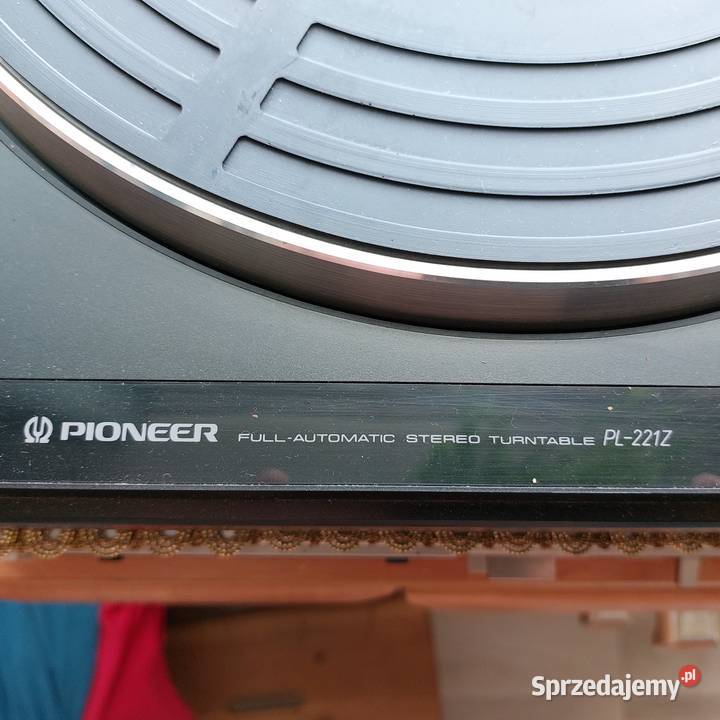 PIONEER FULL-AUTOMATIC STEREO TURNTABLE PL-221Z
Sprzedajemy.pl